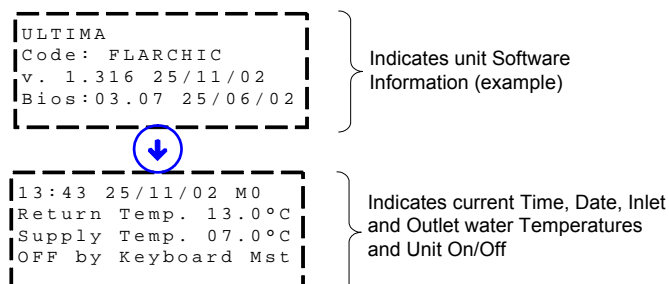 ULTIMA
Code: FLARCHIC
v. 1.316 25/11/02
Bios:03.07 25/06/02
Indicates unit Software
Information (example)
13:43 25/11/02 M0
Return Temp. 13.0ºC
Supply Temp. 07.0ºC
OFF by Keyboard Mst
Indicates current Time, Date, Inlet
and Outlet water Temperatures
and Unit On/Off